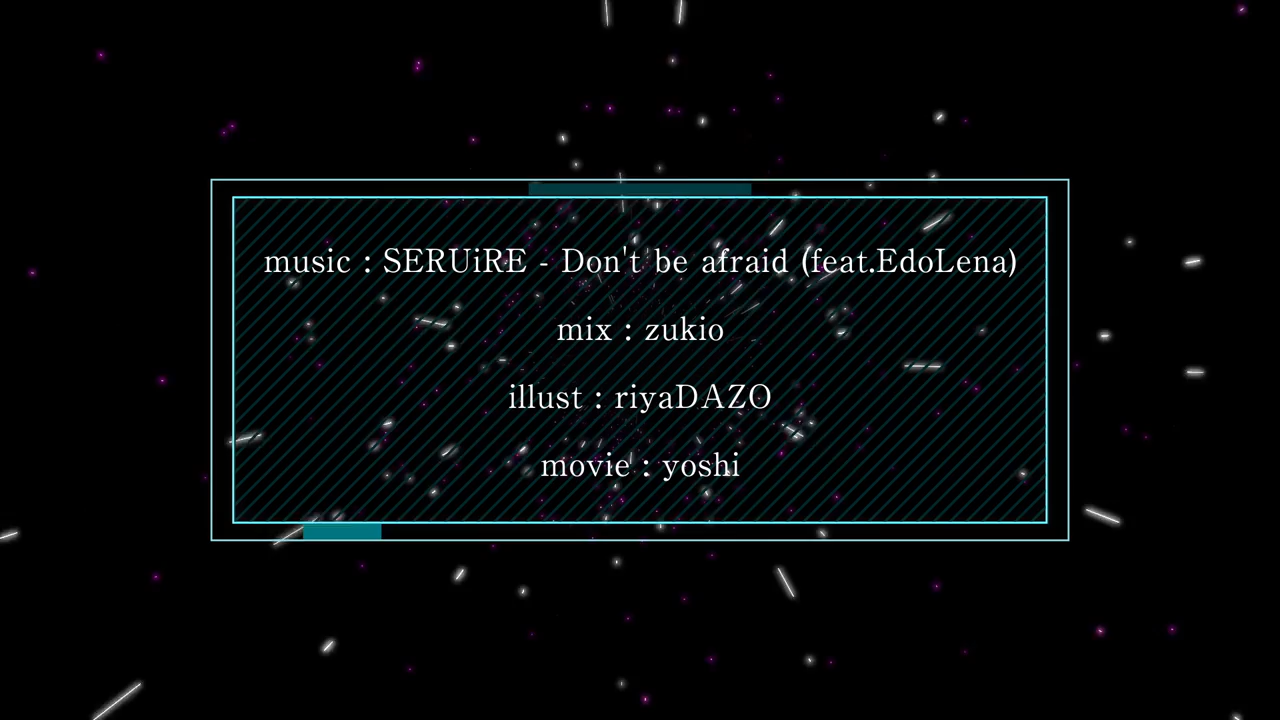 music : SERUiRE - Don't be afraid (feat.EdoLena)
mix : zukio
illust : riyaDAZO
movie : yoshi